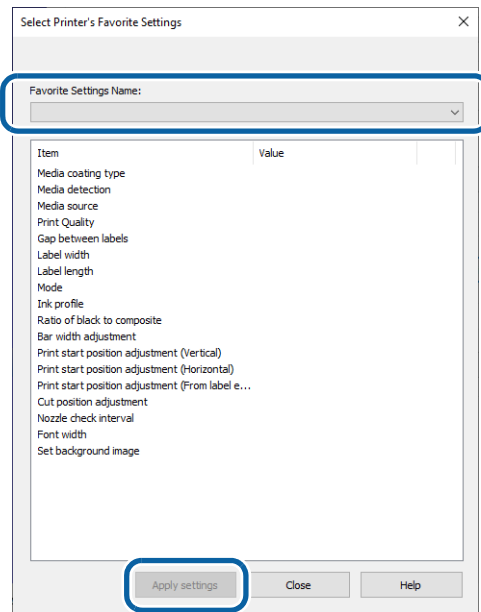 Select Printer's Favorite Settings
Favorite Settings Name:
Item Value
Media coating type
Media detection
Media source
Print Quality
Gap between labels
Label width
Label length
Mode
Ink profile
Ratio of black to composite
Bar width adjustment
Print start position adjustment (Vertical)
Print start position adjustment (Horizontal)
Print start position adjustment (From label e...
Cut position adjustment
Nozzle check interval
Font width
Set background image
Apply settings Close Help